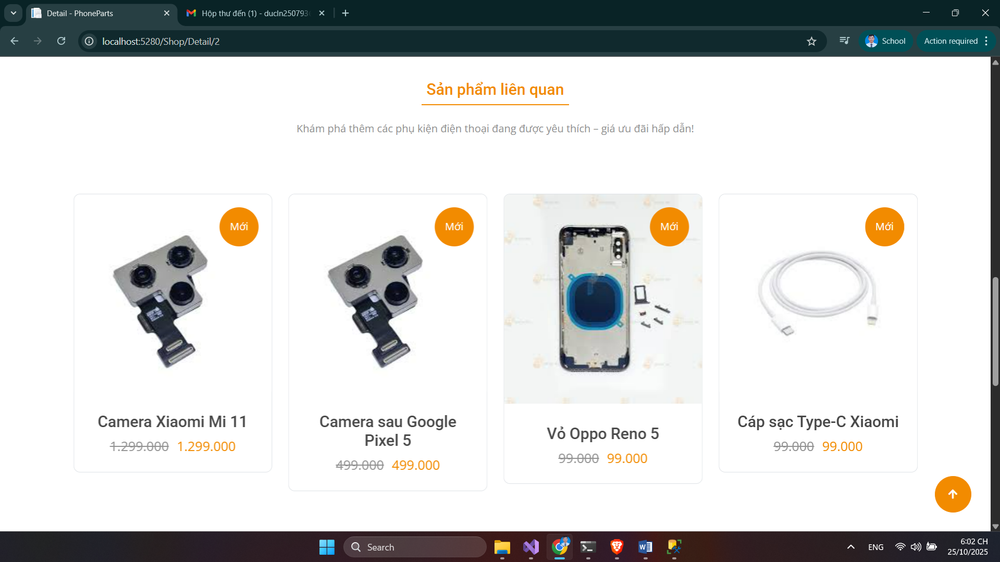 Detail - PhoneParts
Hộp thư đến (1) - ducln250793
localhost:5280/Shop/Detail/2
School
Action required
Sản phẩm liên quan
Khám phá thêm các phụ kiện điện thoại đang được yêu thích – giá ưu đãi hấp dẫn!
Mới
Mới
Mới
Mới
Camera Xiaomi Mi 11
1.299.000 1.299.000
Camera sau Google
Pixel 5
499.000 499.000
Vỏ Oppo Reno 5
99.000 99.000
Cáp sạc Type-C Xiaomi
99.000 99.000
Search
ENG
6:02 CH
25/10/2025